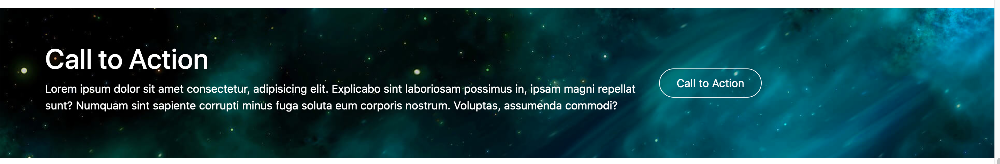 Call to Action
Lorem ipsum dolor sit amet consectetur, adipisicing elit. Explicabo sint laboriosam possimus in, ipsam magni repellat
sunt? Numquam sint sapiente corrupti minus fuga soluta eum corporis nostrum. Voluptas, assumenda commodi?
Call to Action